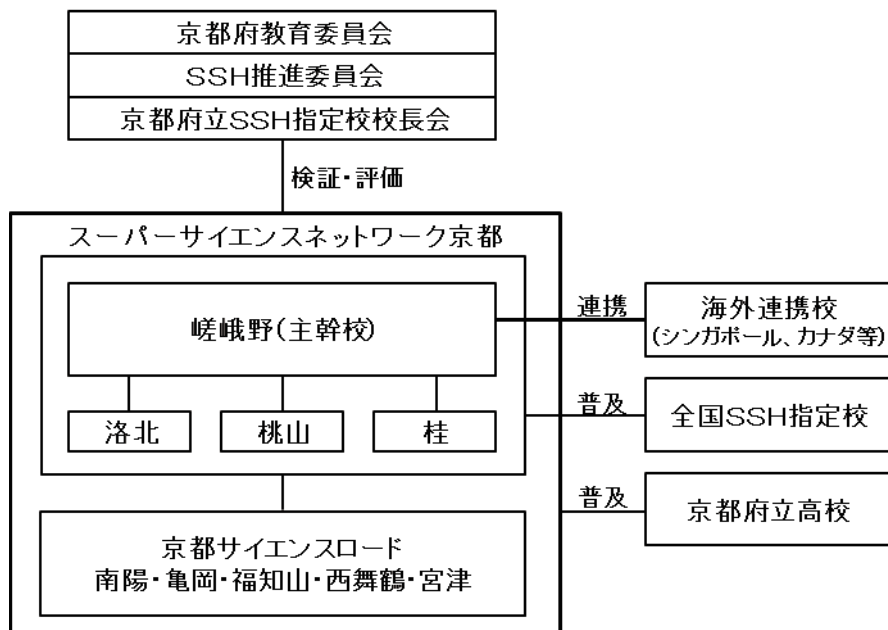 京都府教育委員会
SSH推進委員会
京都府立SSH指定校校長会
検証・評価
スーパーサイエンスネットワーク京都
嵯峨野(主幹校)
連携
海外連携校
(シンガポール、カナダ等)
洛北
桃山
桂
普及
全国SSH指定校
普及
京都府立高校
京都サイエンスロード
南陽・亀岡・福知山・西舞鶴・宮津